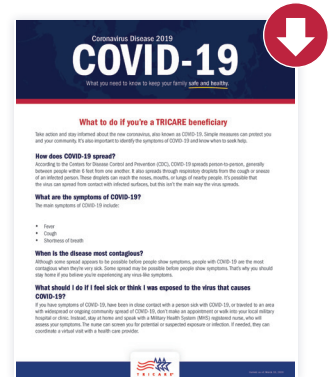 Coronavirus Disease 2019
COVID-19
What you need to know to keep your family safe and healthy.
What to do if you're a TRICARE beneficiary
Take action and stay informed about the new coronavirus, also known as COVID-19. Simple measures can protect you
and your community. It's also important to identify the symptoms of COVID-19 and know when to seek help.
How does COVID-19 spread?
According to the Centers for Disease Control and Prevention (CDC), COVID-19 spreads person-to-person, generally
between people within 6 feet from one another. It also spreads through respiratory droplets from the cough or sneeze
of an infected person. These droplets can reach the noses, mouths, or lungs of nearby people. It's possible that
the virus can spread from contact with infected surfaces, but this isn't the main way the virus spreads.
What are the symptoms of COVID-19?
The main symptoms of COVID-19 include:
• Fever
• Cough
• Shortness of breath
When is the disease most contagious?
Although some spread appears to be possible before people show symptoms, people with COVID-19 are the most
contagious when they're very sick. Some spread may be possible before people show symptoms. That's why you should
stay home if you believe you're experiencing any virus-like symptoms.
What should I do if I feel sick or think I was exposed to the virus that causes
COVID-19?
If you have symptoms of COVID-19, have been in close contact with a person sick with COVID-19, or traveled to an area
with widespread or ongoing community spread of COVID-19, don't make an appointment or walk into your local military
hospital or clinic. Instead, stay at home and speak with a Military Health System (MHS) registered nurse, who will
assess your symptoms. The nurse can screen you for potential or suspected exposure or infection. If needed, they can
coordinate a virtual visit with a health care provider.
TRICARE